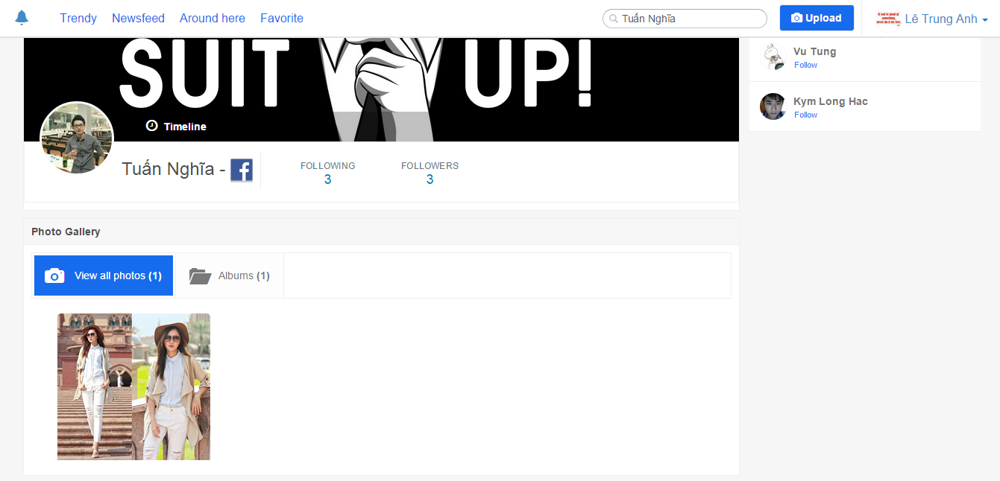 Trendy Newsfeed Around here Favorite Tuấn Nghĩa Upload Lê Trung Anh
SUIT UP!
Timeline
Tuấn Nghĩa -
FOLLOWING FOLLOWERS
3 3
Photo Gallery
View all photos (1) Albums (1)
Vu Tung
Follow
Kym Long Hac
Follow